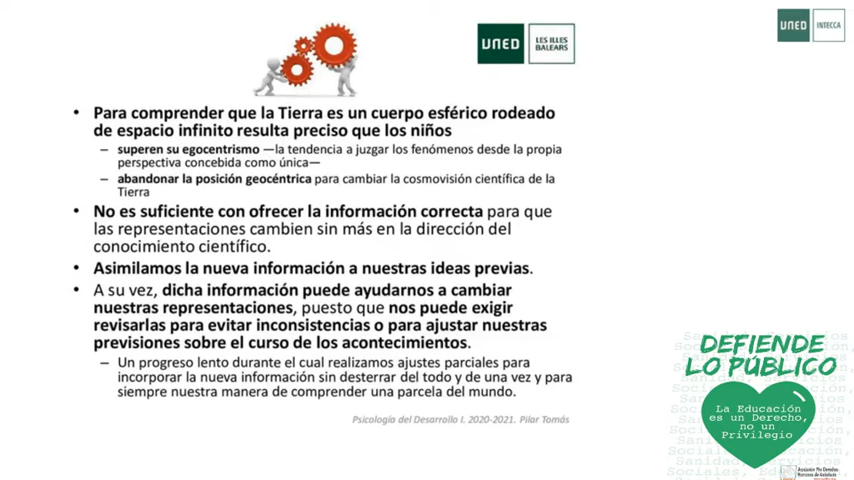 UNED
LES ILLES
BALEARS
UNED
INTECCA
• Para comprender que la Tierra es un cuerpo esférico rodeado
de espacio infinito resulta preciso que los niños
– superen su egocentrismo —la tendencia a juzgar los fenómenos desde la propia
perspectiva concebida como única—
– abandonar la posición geocéntrica para cambiar la cosmovisión científica de la
Tierra
• No es suficiente con ofrecer la información correcta para que
las representaciones cambien sin más en la dirección del
conocimiento científico.
• Asimilamos la nueva información a nuestras ideas previas.
• A su vez, dicha información puede ayudarnos a cambiar
nuestras representaciones, puesto que nos puede exigir
revisarlas para evitar inconsistencias o para ajustar nuestras
previsiones sobre el curso de los acontecimientos.
– Un progreso lento durante el cual realizamos ajustes parciales para
incorporar la nueva información sin desterrar del todo y de una vez y para
siempre nuestra manera de comprender una parcela del mundo.
Psicología del Desarrollo I. 2020-2021. Pilar Tomás
DEFIENDE
LO PÚBLICO
La Educación
es un Derecho,
no un
Privilegio